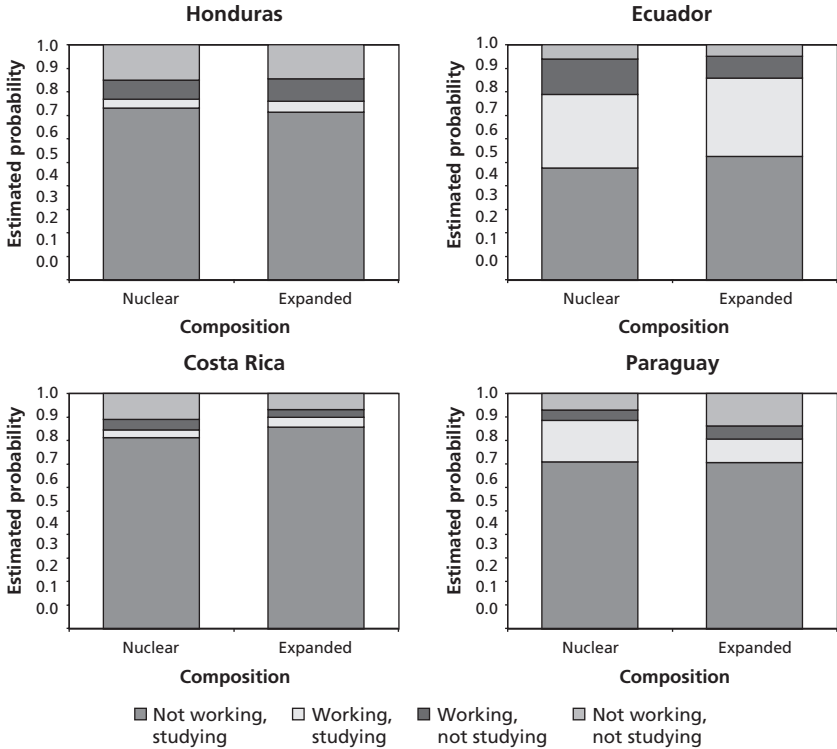 Honduras
Estimated probability
1.0
0.9
0.8
0.7
0.6
0.5
0.4
0.3
0.2
0.1
0.0
Nuclear Expanded
Composition
Ecuador
Estimated probability
1.0
0.9
0.8
0.7
0.6
0.5
0.4
0.3
0.2
0.1
0.0
Nuclear Expanded
Composition
Costa Rica
Estimated probability
1.0
0.9
0.8
0.7
0.6
0.5
0.4
0.3
0.2
0.1
0.0
Nuclear Expanded
Composition
Paraguay
Estimated probability
1.0
0.9
0.8
0.7
0.6
0.5
0.4
0.3
0.2
0.1
0.0
Nuclear Expanded
Composition
Not working,
studying
Working,
studying
Working,
not studying
Not working,
not studying